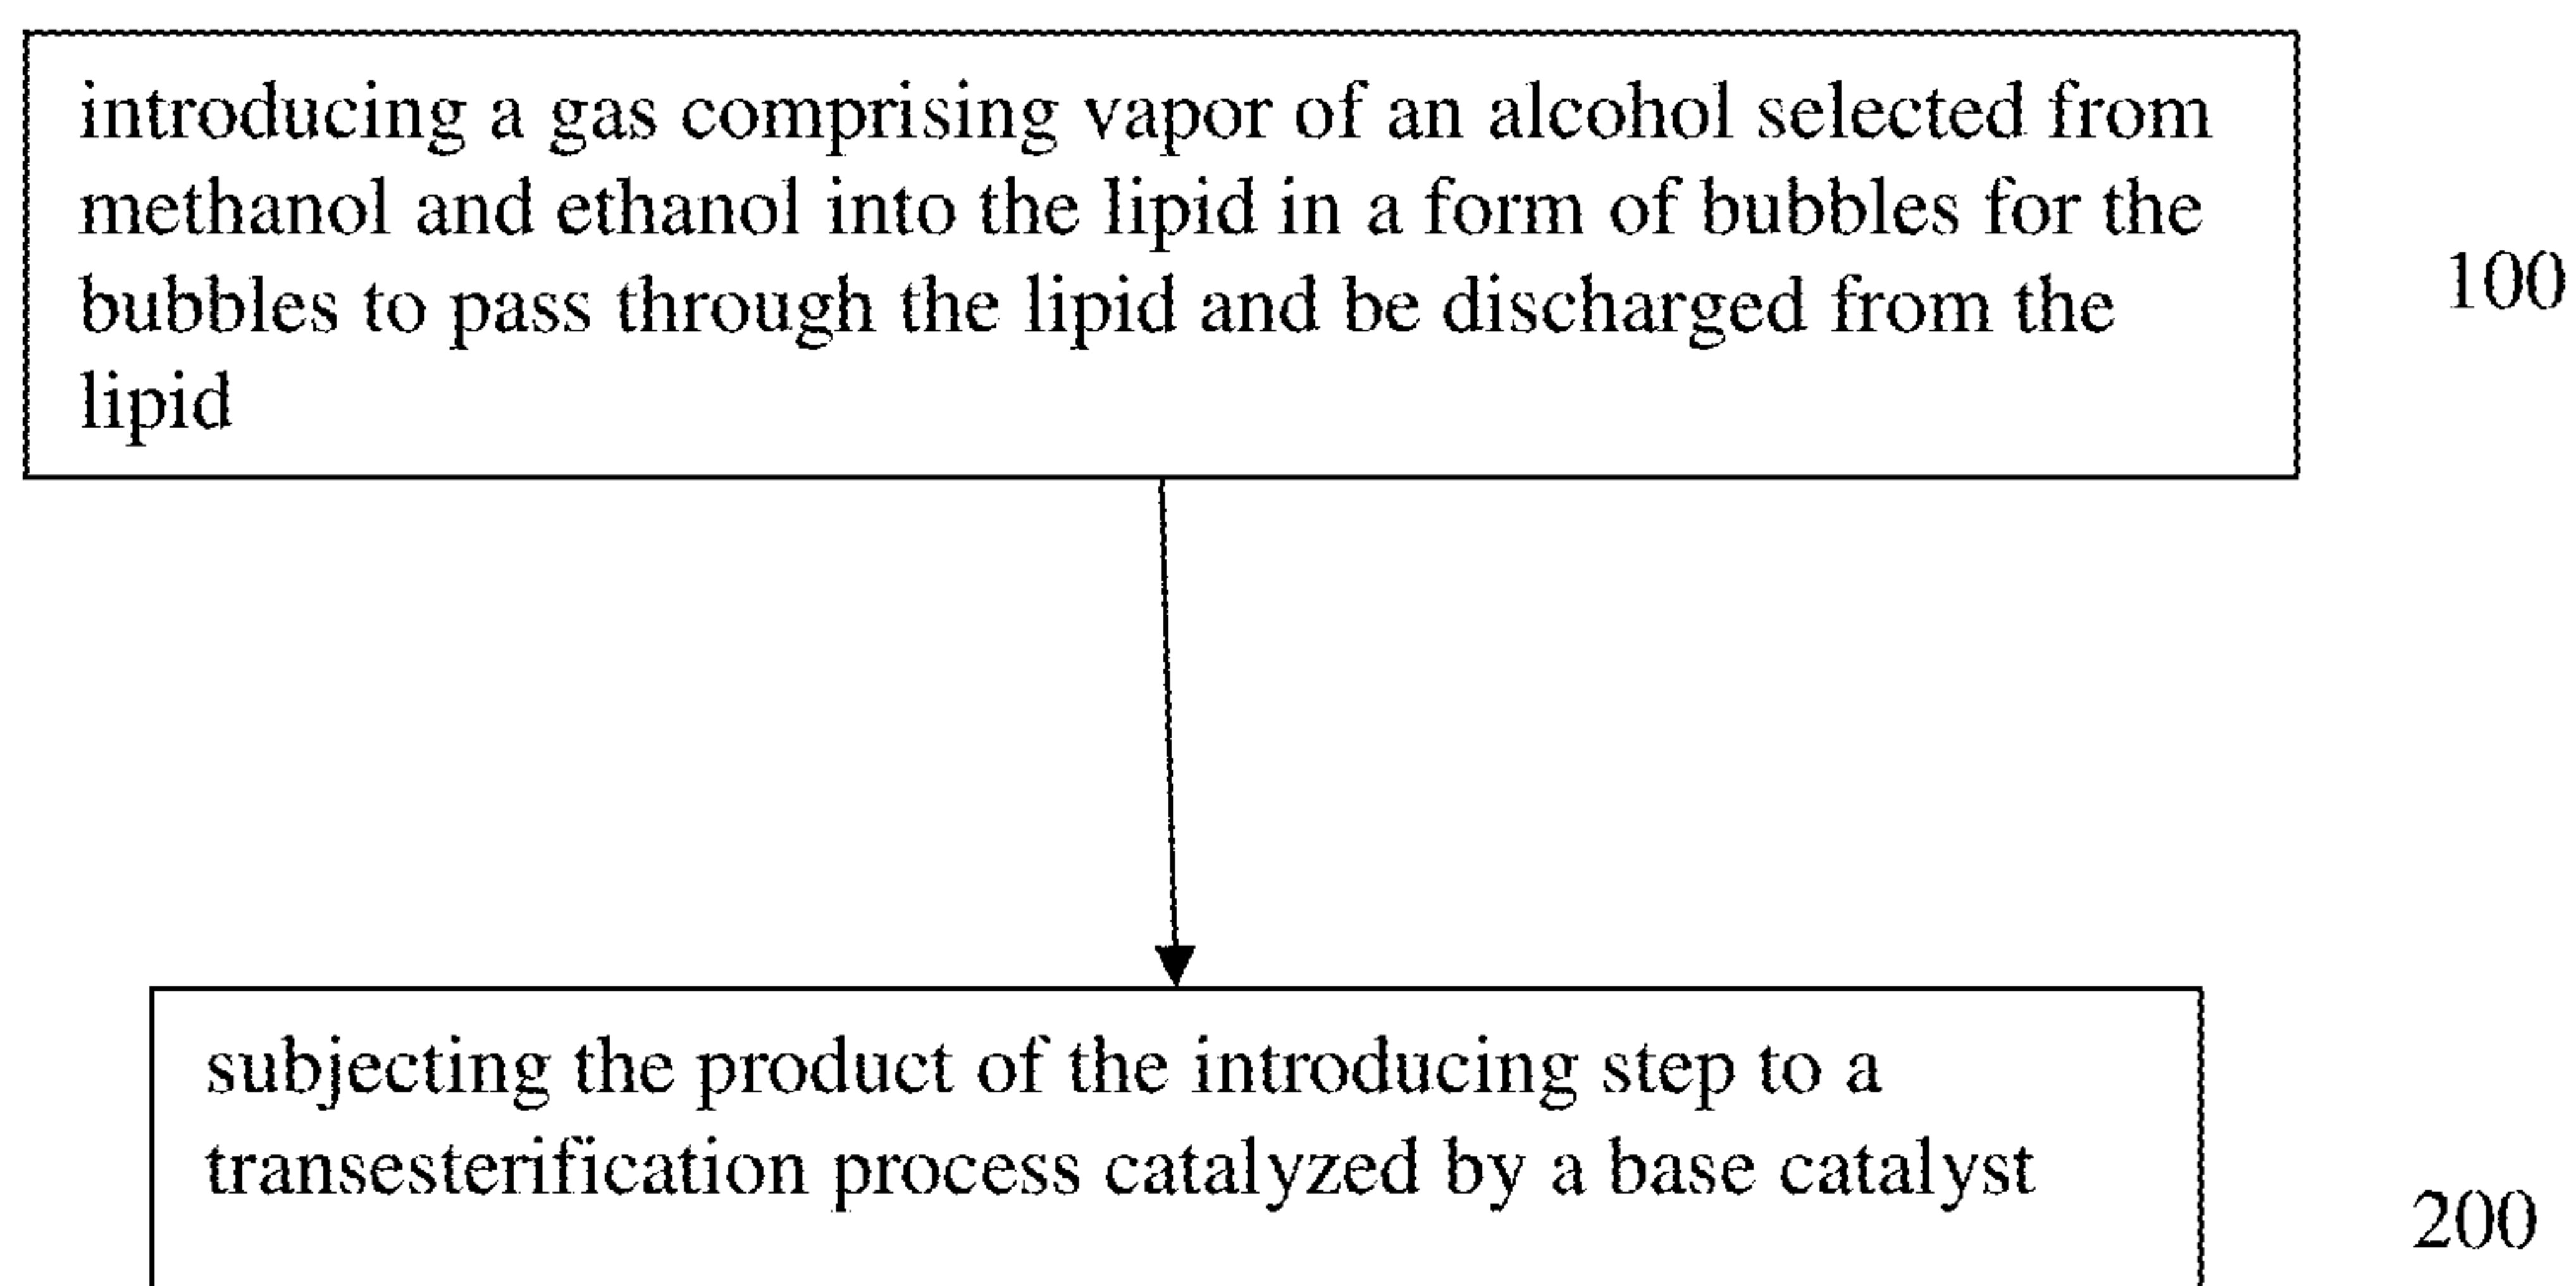 introducing a gas comprising vapor of an alcohol selected from
methanol and ethanol into the lipid in a form of bubbles for the
bubbles to pass through the lipid and be discharged from the
lipid
100
subjecting the product of the introducing step to a
transesterification process catalyzed by a base catalyst
200